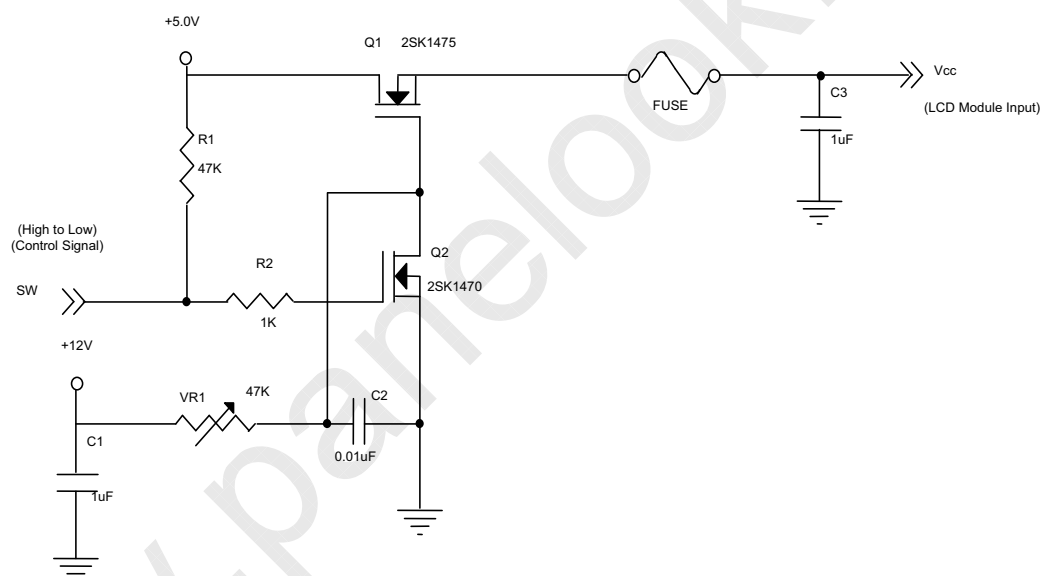 +5.0V
Q1 2SK1475
Vcc
FUSE
C3
(LCD Module Input)
R1
1uF
47K
(High to Low)
(Control Signal)
Q2
R2
SW
2SK1470
1K
+12V
47K
VR1
C2
C1
0.01uF
1uF
.panelook.